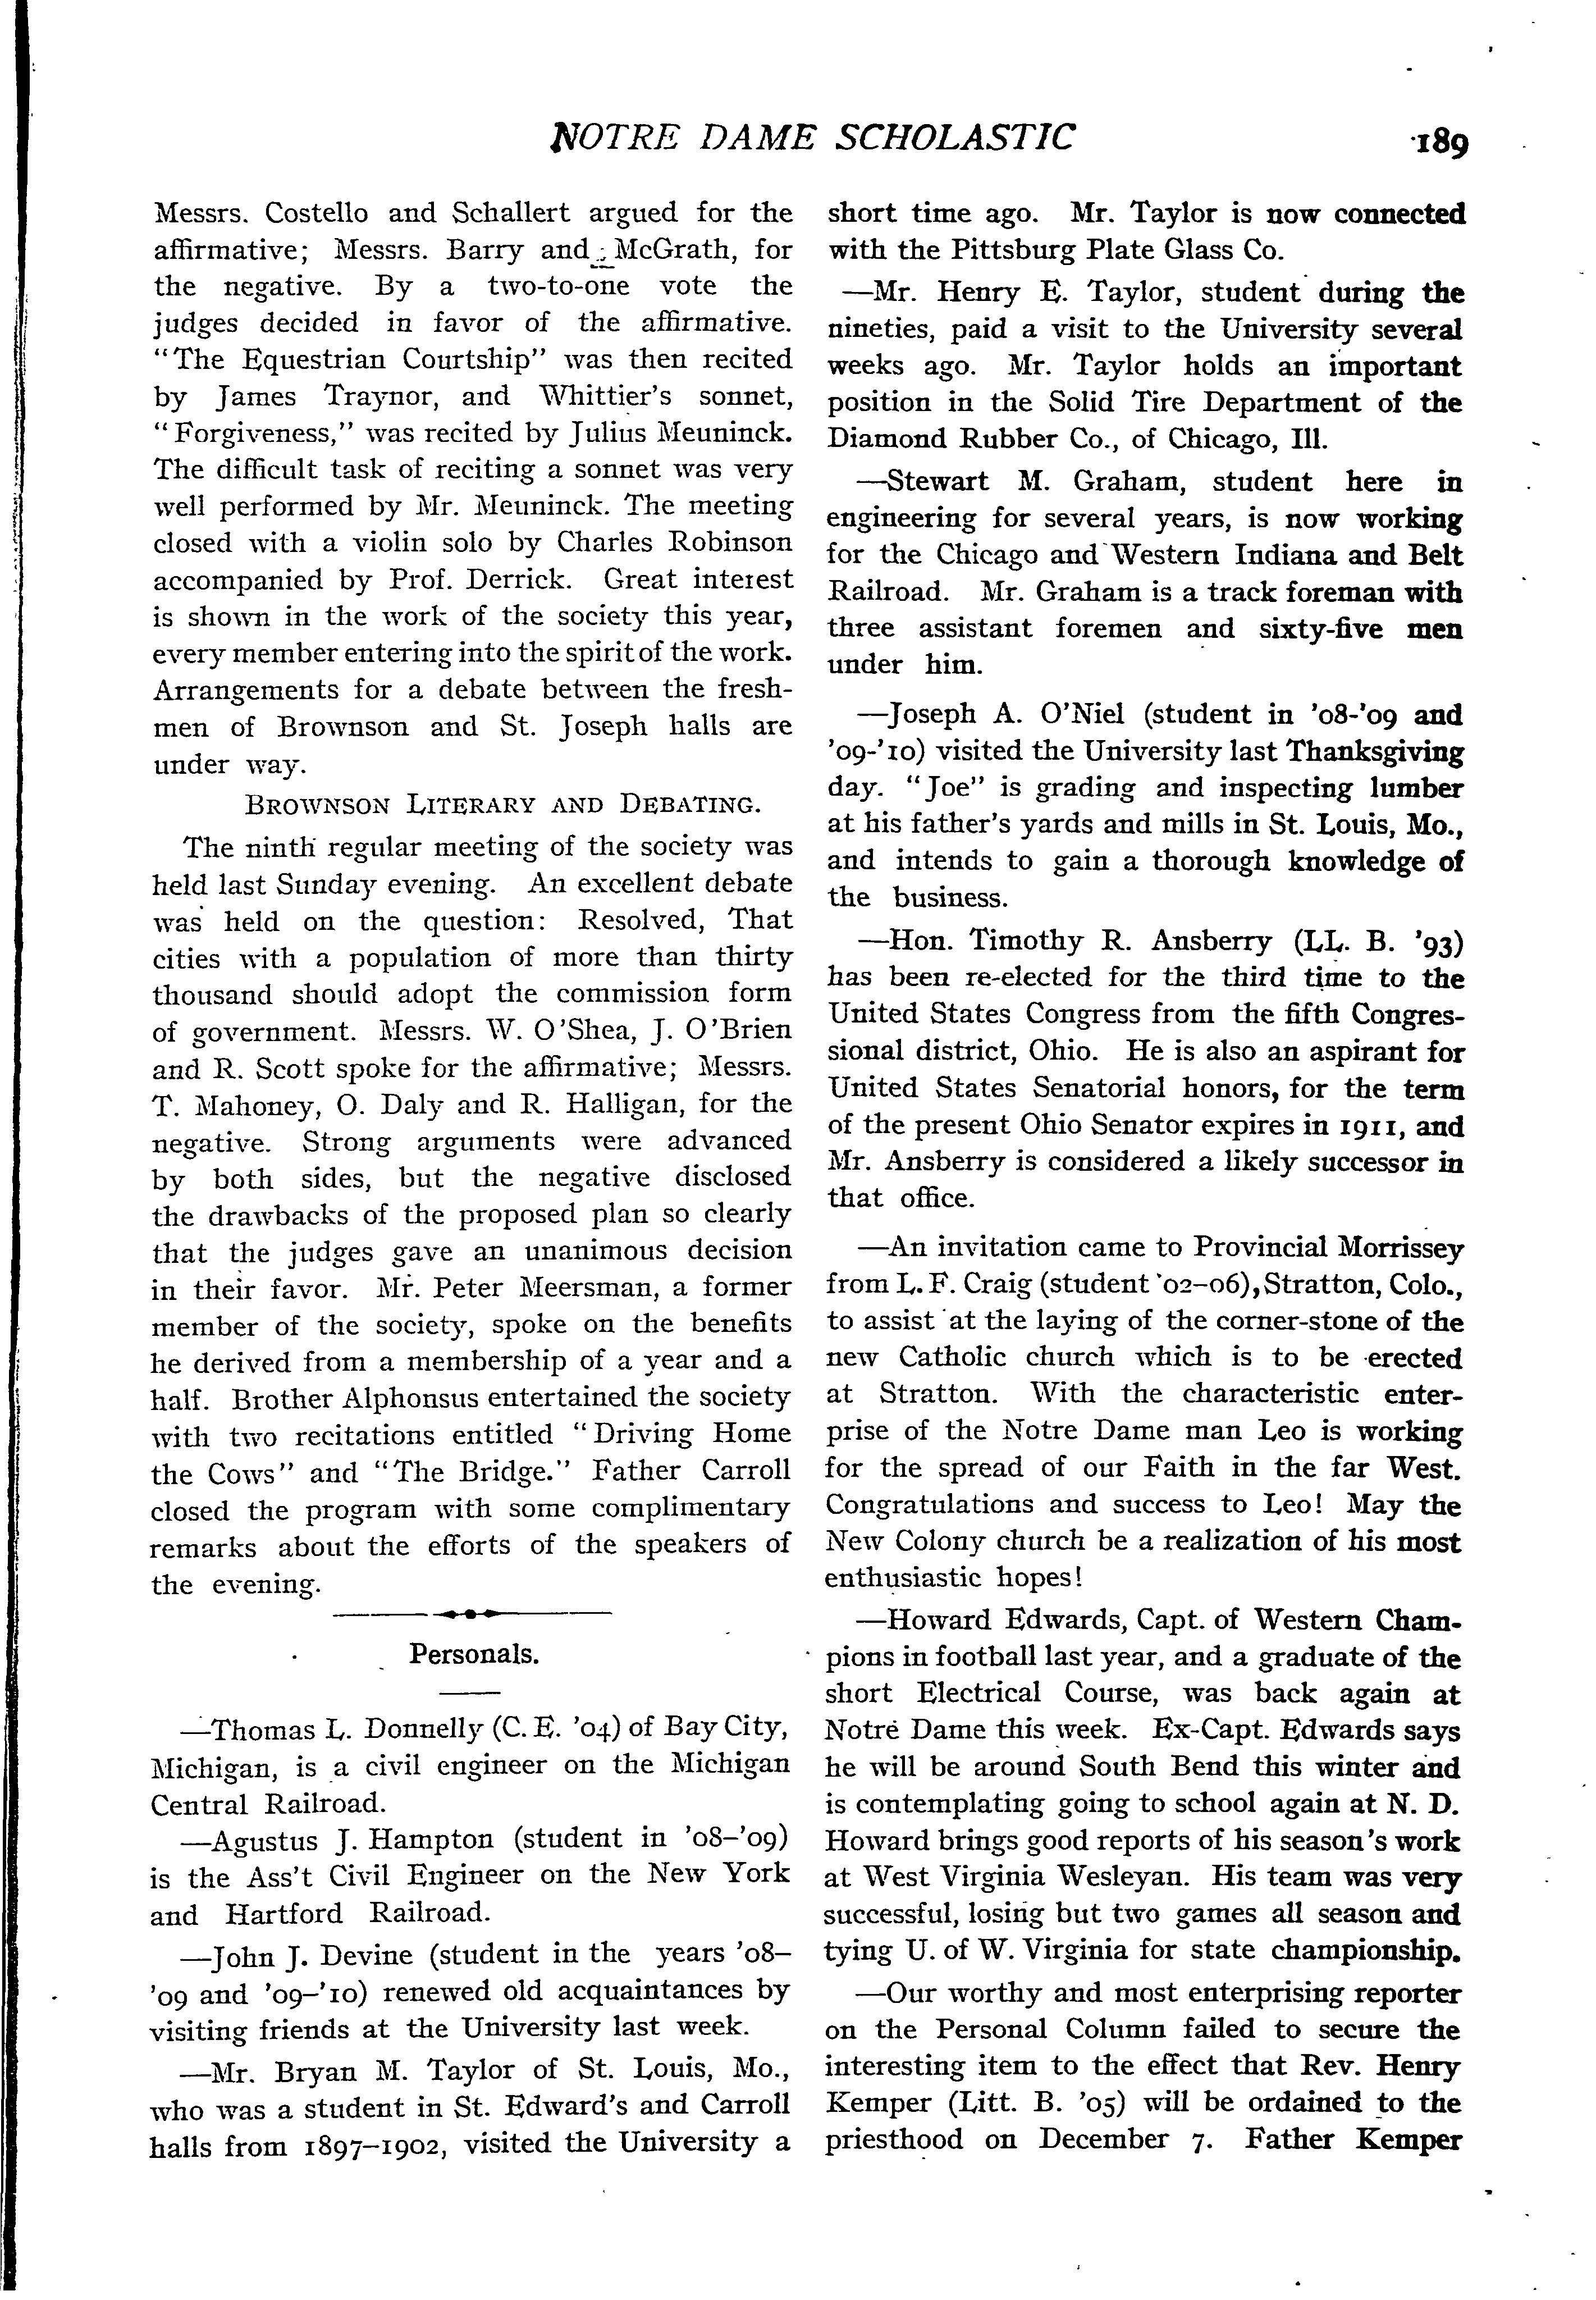 NOTRE DAME SCHOLASTIC 189
Messrs. Costello and Schallert argued for the
affirmative; Messrs. Barry and McGrath, for
the negative. By a two-to-one vote the
judges decided in favor of the affirmative.
"The Equestrian Courtship" was then recited
by James Traynor, and Whittier's sonnet,
"Forgiveness," was recited by Julius Meuninck.
The difficult task of reciting a sonnet was very
well performed by Mr. Meuninck. The meeting
closed with a violin solo by Charles Robinson
accompanied by Prof. Derrick. Great interest
is shown in the work of the society this year,
every member entering into the spirit of the work.
Arrangements for a debate between the fresh-
men of Brownson and St. Joseph halls are
under way.
BROWNSON LITERARY AND DEBATING.
The ninth regular meeting of the society was
held last Sunday evening. An excellent debate
was held on the question: Resolved, That
cities with a population of more than thirty
thousand should adopt the commission form
of government. Messrs. W. O'Shea, J. O'Brien
and R. Scott spoke for the affirmative; Messrs.
T. Mahoney, O. Daly and R. Halligan, for the
negative. Strong arguments were advanced
by both sides, but the negative disclosed
the drawbacks of the proposed plan so clearly
that the judges gave an unanimous decision
in their favor. Mr. Peter Meersman, a former
member of the society, spoke on the benefits
he derived from a membership of a year and a
half. Brother Alphonsus entertained the society
with two recitations entitled "Driving Home
the Cows" and "The Bridge." Father Carroll
closed the program with some complimentary
remarks about the efforts of the speakers of
the evening.
Personals.
—Thomas L. Donnelly (C. E. '04) of Bay City,
Michigan, is a civil engineer on the Michigan
Central Railroad.
—Agustus J. Hampton (student in '08–'09)
is the Ass't Civil Engineer on the New York
and Hartford Railroad.
—John J. Devine (student in the years '08–
'09 and '09–'10) renewed old acquaintances by
visiting friends at the University last week.
—Mr. Bryan M. Taylor of St. Louis, Mo.,
who was a student in St. Edward's and Carroll
halls from 1897–1902, visited the University a
short time ago. Mr. Taylor is now connected
with the Pittsburg Plate Glass Co.
—Mr. Henry E. Taylor, student during the
nineties, paid a visit to the University several
weeks ago. Mr. Taylor holds an important
position in the Solid Tire Department of the
Diamond Rubber Co., of Chicago, Ill.
—Stewart M. Graham, student here in
engineering for several years, is now working
for the Chicago and Western Indiana and Belt
Railroad. Mr. Graham is a track foreman with
three assistant foremen and sixty-five men
under him.
—Joseph A. O'Niel (student in '08-'09 and
'09-'10) visited the University last Thanksgiving
day. "Joe" is grading and inspecting lumber
at his father's yards and mills in St. Louis, Mo.,
and intends to gain a thorough knowledge of
the business.
—Hon. Timothy R. Ansberry (LL. B. '93)
has been re-elected for the third time to the
United States Congress from the fifth Congres-
sional district, Ohio. He is also an aspirant for
United States Senatorial honors, for the term
of the present Ohio Senator expires in 1911, and
Mr. Ansberry is considered a likely successor in
that office.
—An invitation came to Provincial Morrissey
from L. F. Craig (student '02–06), Stratton, Colo.,
to assist at the laying of the corner-stone of the
new Catholic church which is to be erected
at Stratton. With the characteristic enter-
prise of the Notre Dame man Leo is working
for the spread of our Faith in the far West.
Congratulations and success to Leo! May the
New Colony church be a realization of his most
enthusiastic hopes!
—Howard Edwards, Capt. of Western Cham-
pions in football last year, and a graduate of the
short Electrical Course, was back again at
Notre Dame this week. Ex-Capt. Edwards says
he will be around South Bend this winter and
is contemplating going to school again at N. D.
Howard brings good reports of his season's work
at West Virginia Wesleyan. His team was very
successful, losing but two games all season and
tying U. of W. Virginia for state championship.
—Our worthy and most enterprising reporter
on the Personal Column failed to secure the
interesting item to the effect that Rev. Henry
Kemper (Litt. B. '05) will be ordained to the
priesthood on December 7. Father Kemper